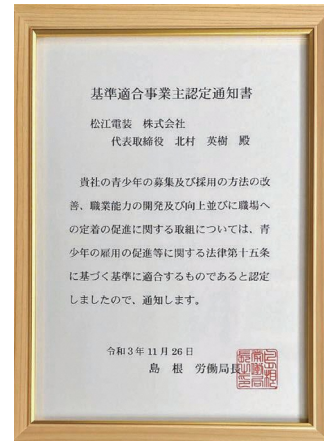 基準適合事業主認定通知書
松江電装　株式会社
代表取締役　北村　英樹　殿
貴社の青少年の募集及び採用の方法の改
善、職業能力の開発及び向上並びに職場へ
の定着の促進に関する取組については、青
少年の雇用の促進等に関する法律第十五条
に基づく基準に適合するものであると認定
しましたので、通知します。
令和3年11月26日
島　根　労働局長